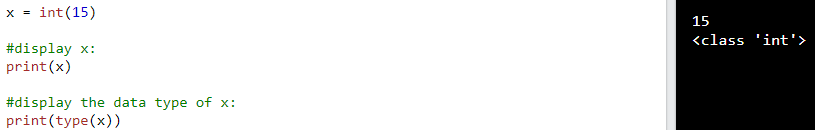 x = int(15)
#display x:
print(x)
#display the data type of x:
print(type(x))
15
<class 'int'>